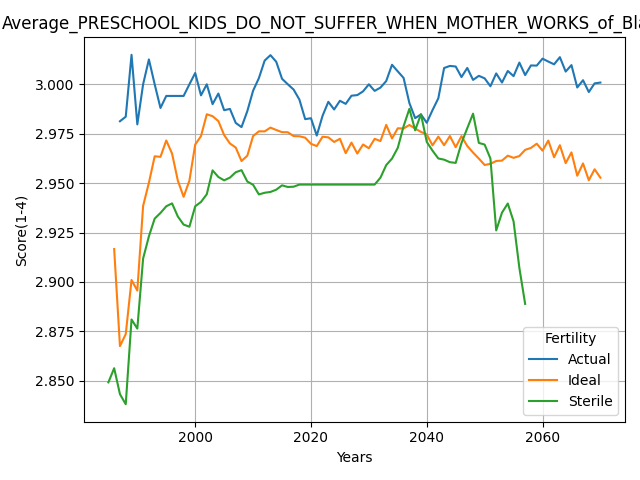 Average_PRESCHOOL_KIDS_DO_NOT_SUFFER_WHEN_MOTHER_WORKS_of_Bla
Score(1-4)
3.000
2.975
2.950
2.925
2.900
2.875
2.850
2000
2020
2040
2060
Years
Fertility
Actual
Ideal
Sterile